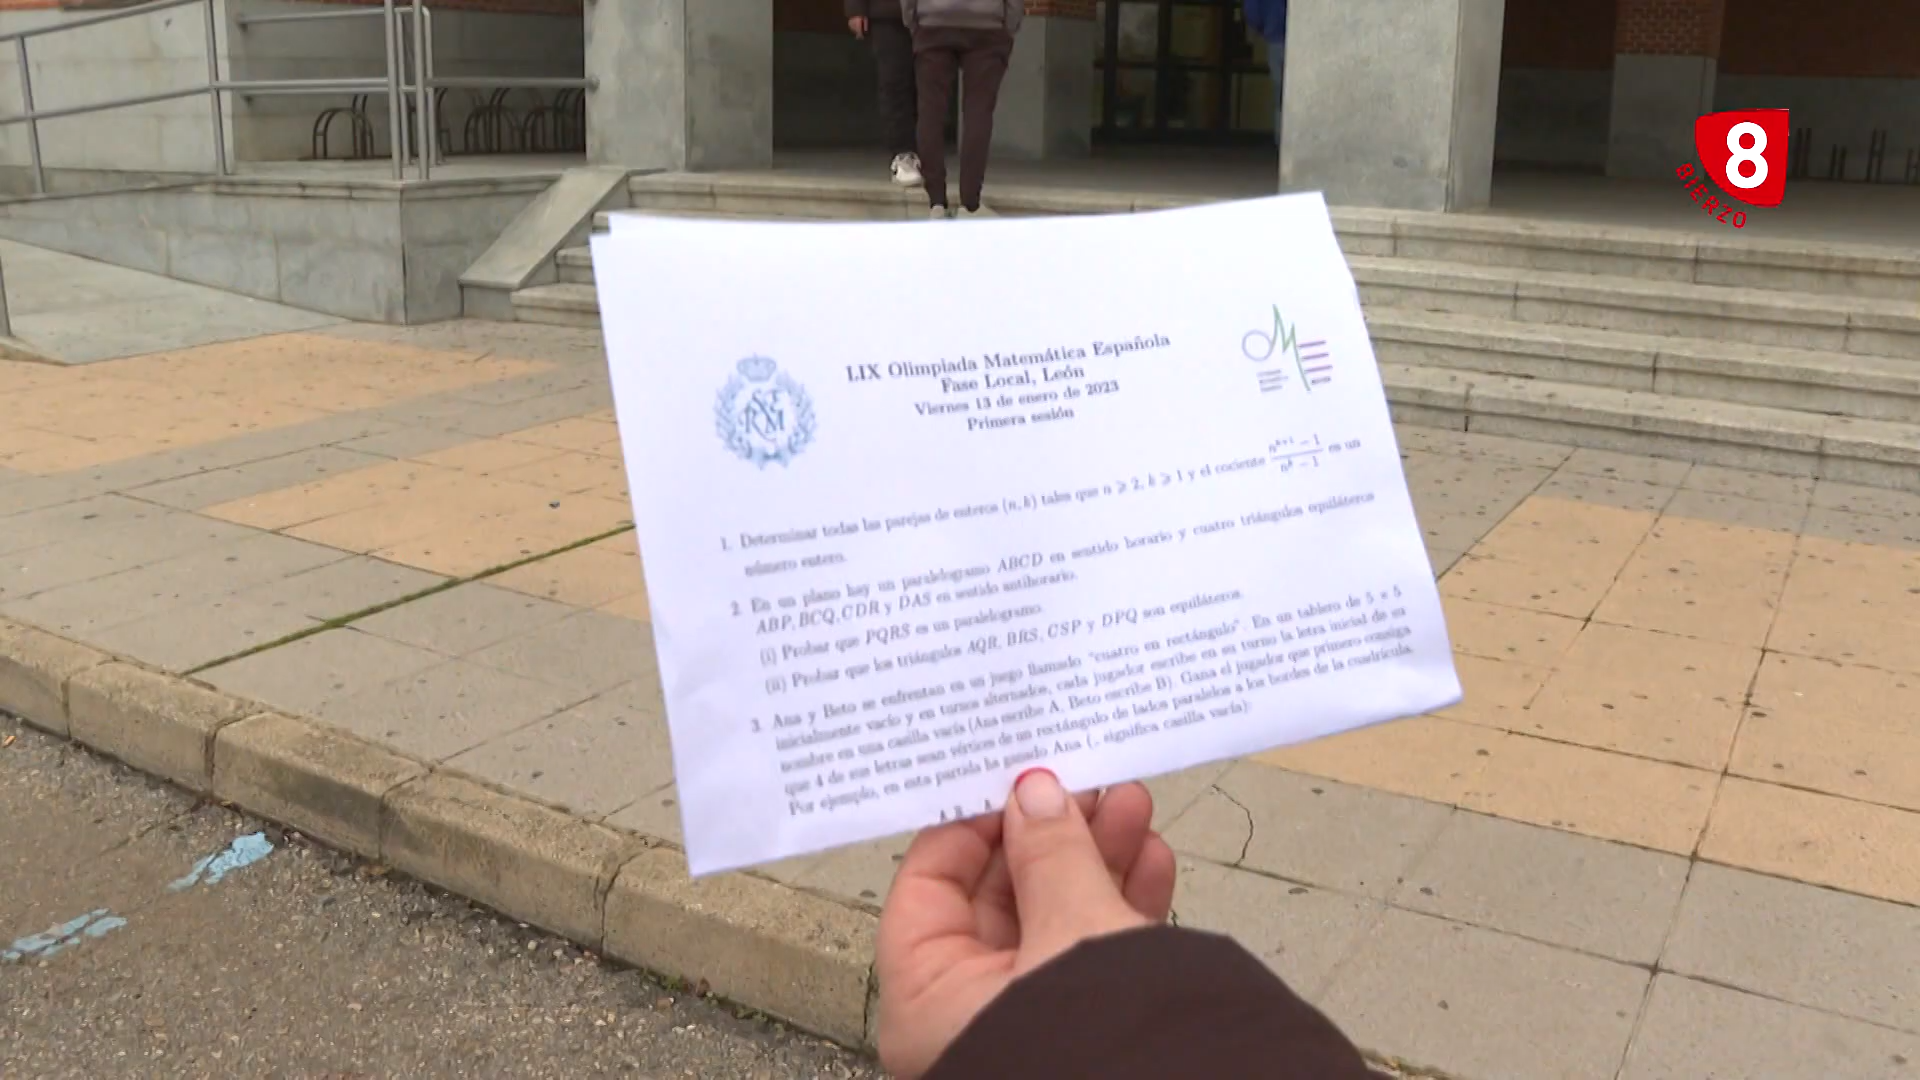 8
BIERZO
LIX Olimpiada Matemática Española
Fase Local, León
Viernes 13 de enero de 2023
Primera sesión
1. Determinar todas las parejas de enteros (n, k) tales que n ⩾ 2, k ⩾ 1 y el cociente \frac{n^{k+1} − 1}{n^k − 1} es un
número entero.
2. En un plano hay un paralelogramo ABCD en sentido horario y cuatro triángulos equiláteros
ABP, BCQ, CDR y DAS en sentido antihorario.
(i) Probar que PQRS es un paralelogramo.
(ii) Probar que los triángulos AQR, BRS, CSP y DPQ son equiláteros.
3. Ana y Beto se enfrentan en un juego llamado "cuatro en rectángulo". En un tablero de 5 × 5
inicialmente vacío y en turnos alternados, cada jugador escribe en su turno la letra inicial de su
nombre en una casilla vacía (Ana escribe A, Beto escribe B). Gana el jugador que primero consiga
que 4 de sus letras sean vértices de un rectángulo de lados paralelos a los bordes de la cuadrícula.
Por ejemplo, en esta partida ha ganado Ana (. significa casilla vacía):
A B . A